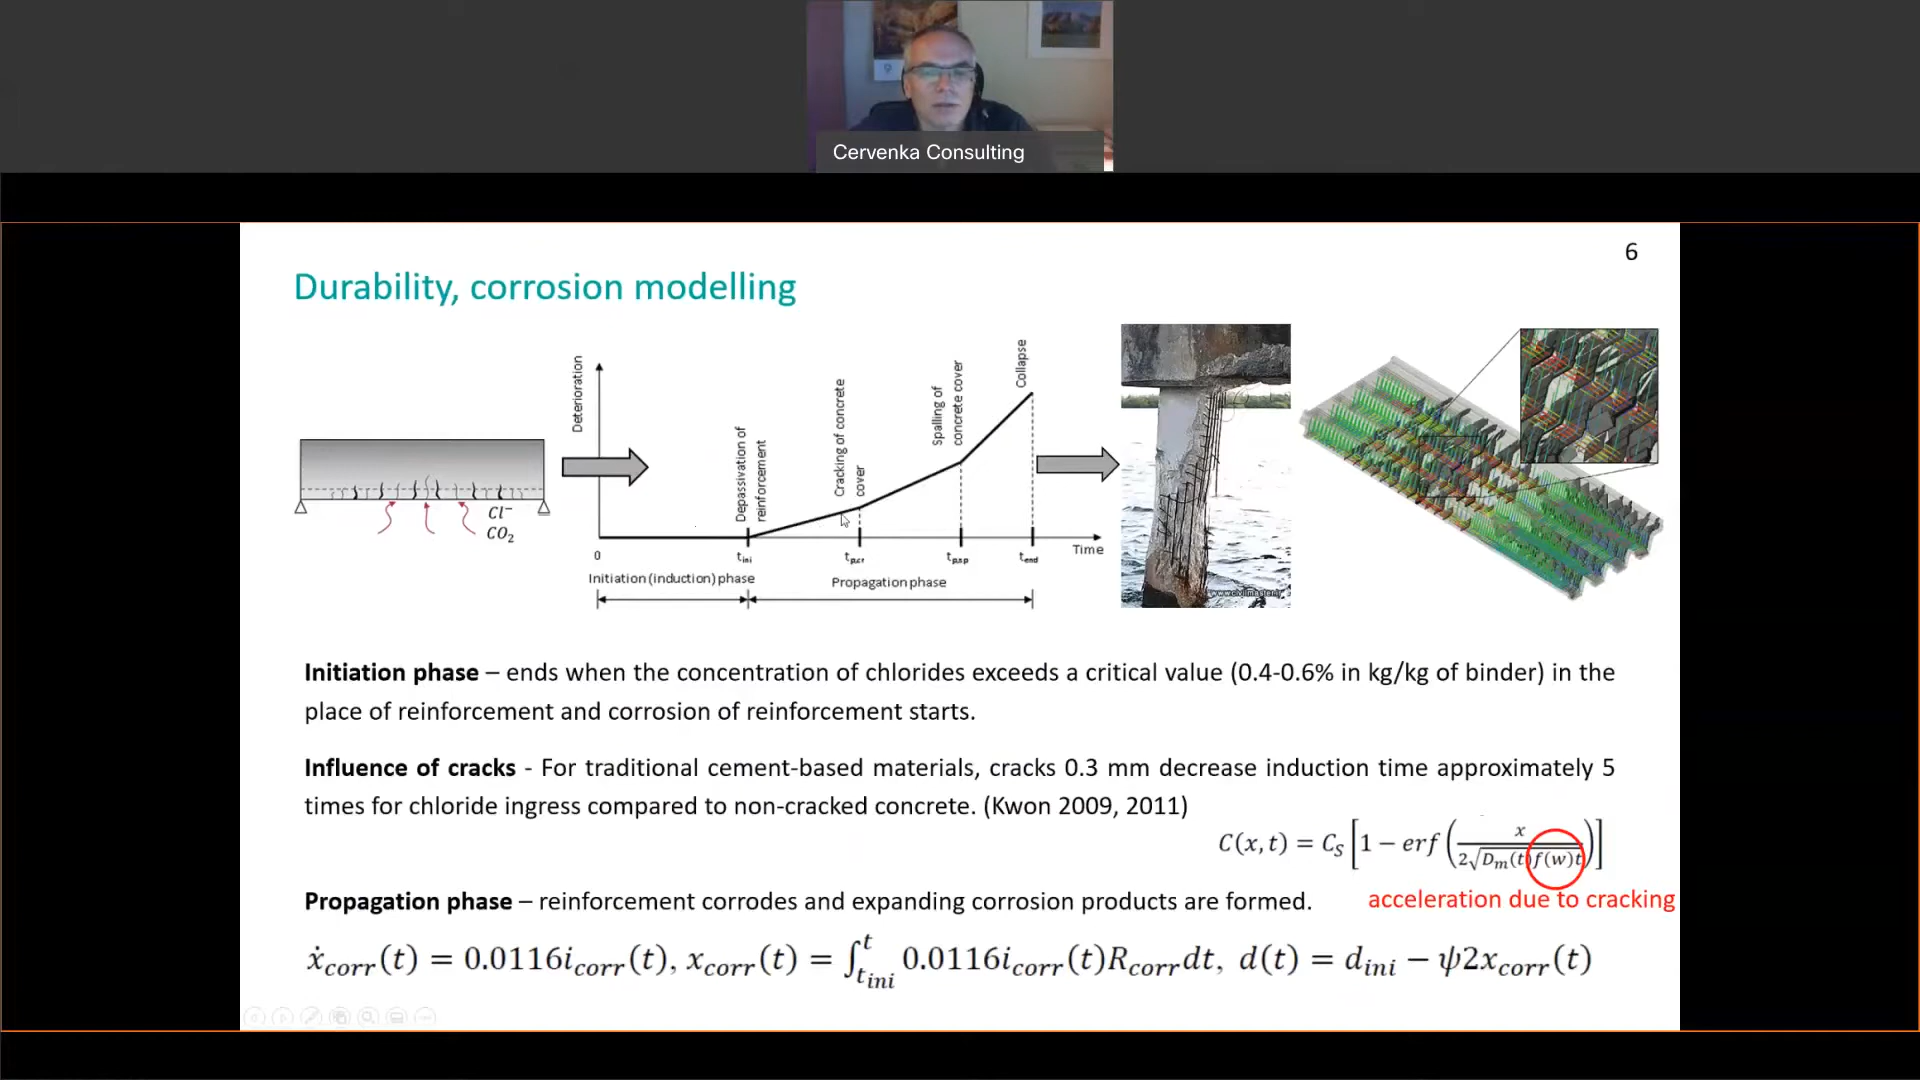 Cervenka Consulting
6
Durability, corrosion modelling
Cl⁻
CO₂
Deterioration
Depassivation of
reinforcement
Cracking of concrete
cover
Spalling of
concrete cover
Collapse
0
t_ini
t_p,cr
t_p,sp
t_end
Time
Initiation (induction) phase
Propagation phase
Initiation phase – ends when the concentration of chlorides exceeds a critical value (0.4-0.6% in kg/kg of binder) in the
place of reinforcement and corrosion of reinforcement starts.
Influence of cracks - For traditional cement-based materials, cracks 0.3 mm decrease induction time approximately 5
times for chloride ingress compared to non-cracked concrete. (Kwon 2009, 2011)
C(x, t) = C_S [1 − erf (x / 2√(D_m(t)f(w)t))]
Propagation phase – reinforcement corrodes and expanding corrosion products are formed.
acceleration due to cracking
ẋ_corr(t) = 0.0116i_corr(t), x_corr(t) = ∫_{t_ini}^{t} 0.0116i_corr(t)R_corr dt, d(t) = d_ini − ψ2x_corr(t)